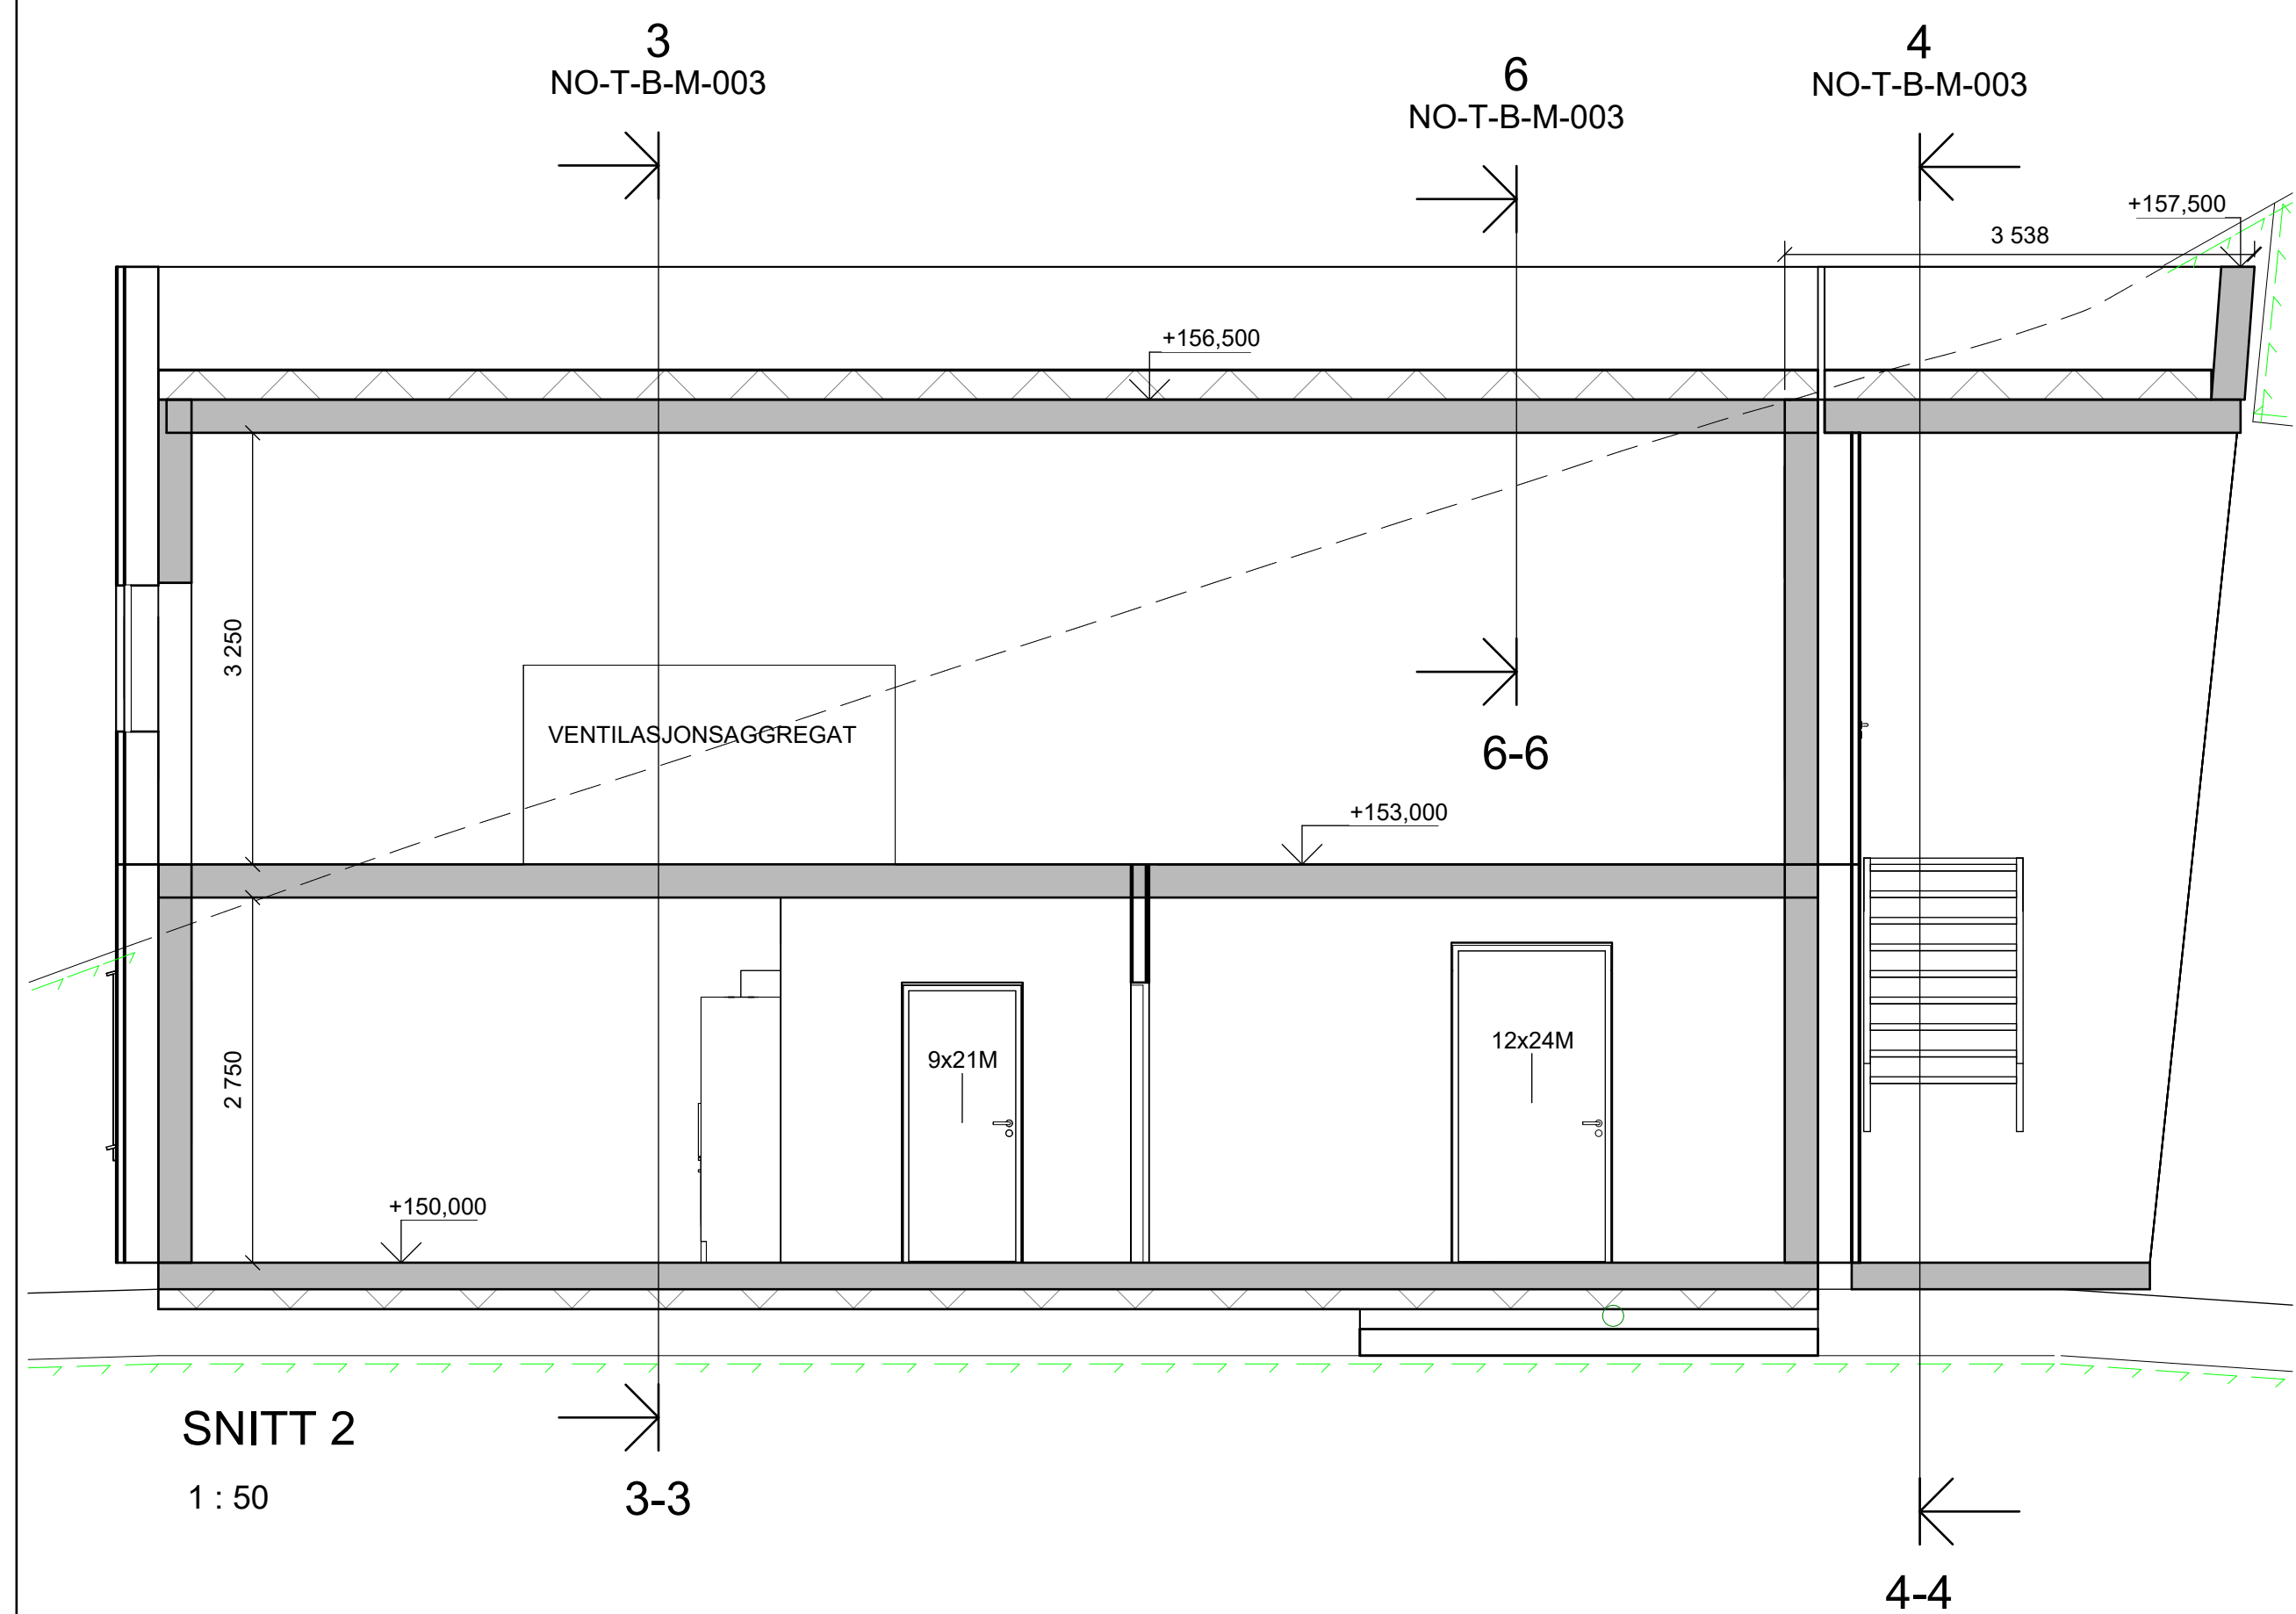 3
NO-T-B-M-003
6
NO-T-B-M-003
4
NO-T-B-M-003
+157,500
3 538
+156,500
3 250
VENTILASJONSAGGREGAT
6-6
+153,000
9x21M
12x24M
2 750
+150,000
SNITT 2
1 : 50
3-3
4-4